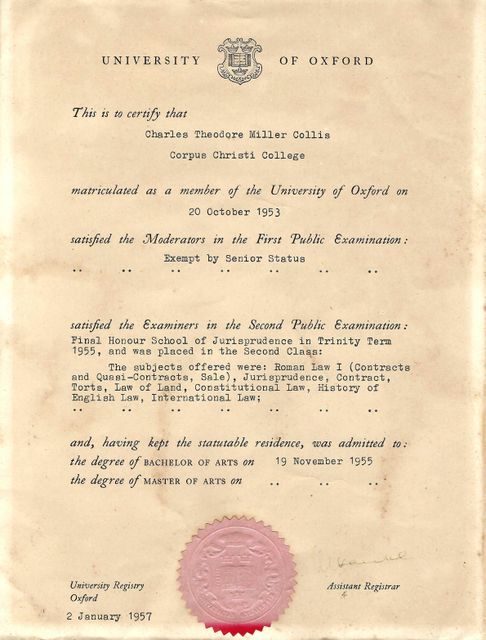 UNIVERSITY OF OXFORD
This is to certify that
Charles Theodore Miller Collis
Corpus Christi College
matriculated as a member of the University of Oxford on
20 October 1953
satisfied the Moderators in the First Public Examination:
Exempt by Senior Status
.. .. .. .. .. .. ..
satisfied the Examiners in the Second Public Examination:
Final Honour School of Jurisprudence in Trinity Term
1955, and was placed in the Second Class:
The subjects offered were: Roman Law I (Contracts
and Quasi-Contracts, Sale), Jurisprudence, Contract,
Torts, Law of Land, Constitutional Law, History of
English Law, International Law;
.. .. .. .. .. .. ..
and, having kept the statutable residence, was admitted to:
the degree of BACHELOR OF ARTS on 19 November 1955
the degree of MASTER OF ARTS on .. .. ..
University Registry
Oxford
Assistant Registrar
2 January 1957